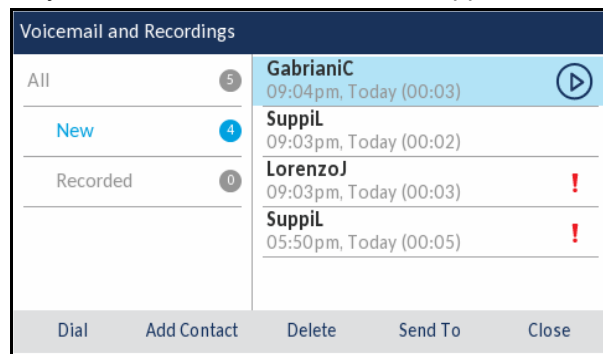 Voicemail and Recordings
All 5
New 4
Recorded 0
GabrianiC
09:04pm, Today (00:03)
SuppiL
09:03pm, Today (00:02)
LorenzoJ
09:03pm, Today (00:03)
!
SuppiL
05:50pm, Today (00:05)
!
Dial Add Contact Delete Send To Close